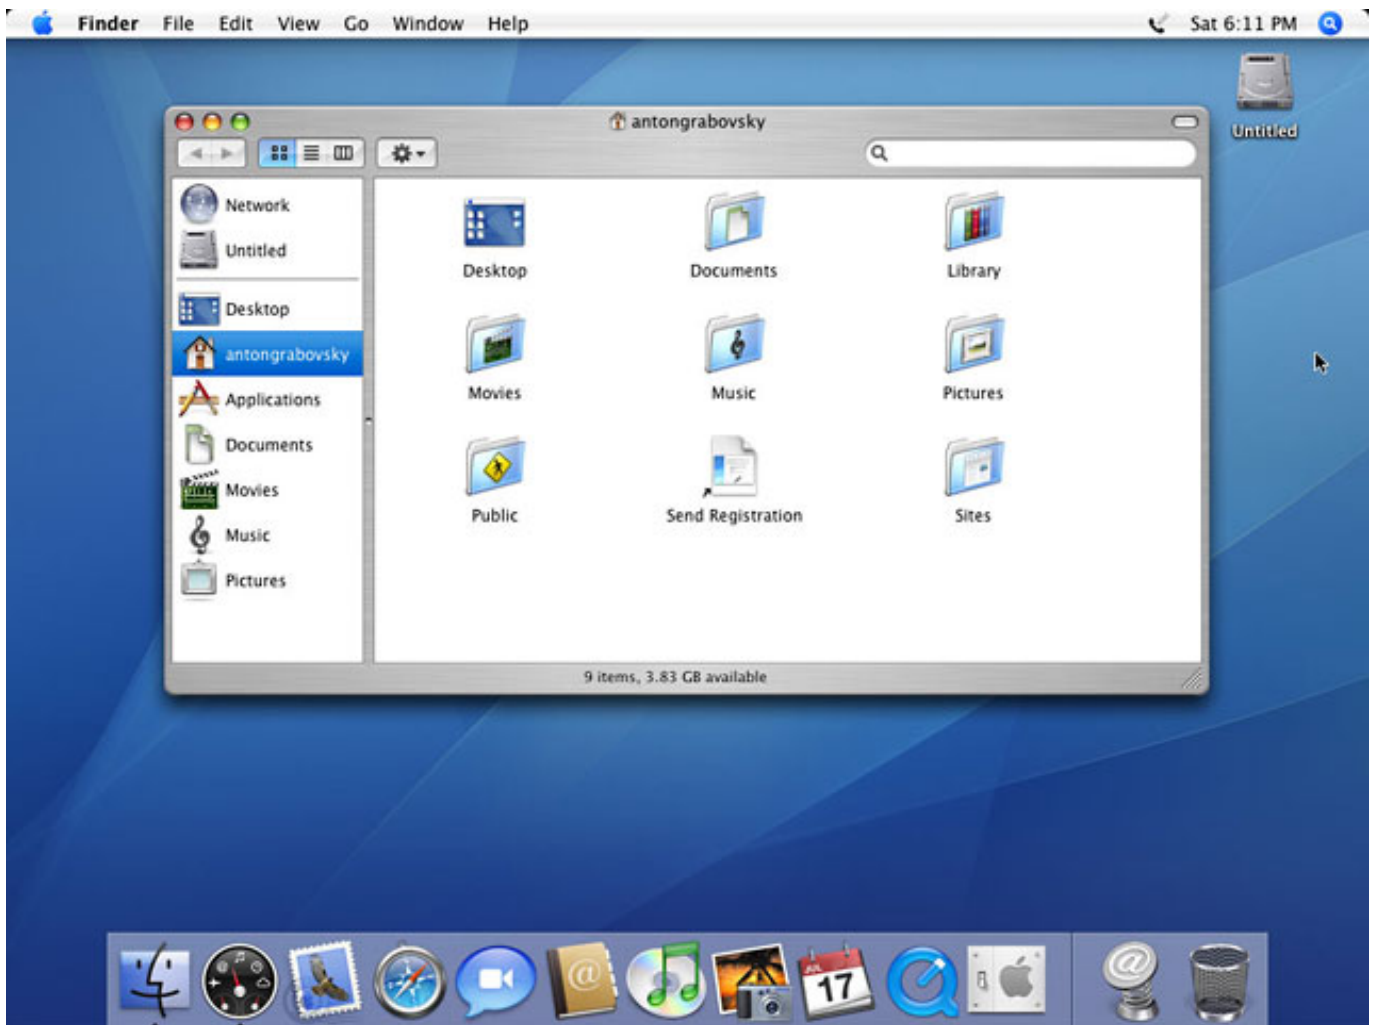 Finder File Edit View Go Window Help Sat 6:11 PM
Untitled
antongrabovsky
Network
Untitled
Desktop
antongrabovsky
Applications
Documents
Movies
Music
Pictures
Desktop Documents Library
Movies Music Pictures
Public Send Registration Sites
9 items, 3.83 GB available
@
JUL
17
@